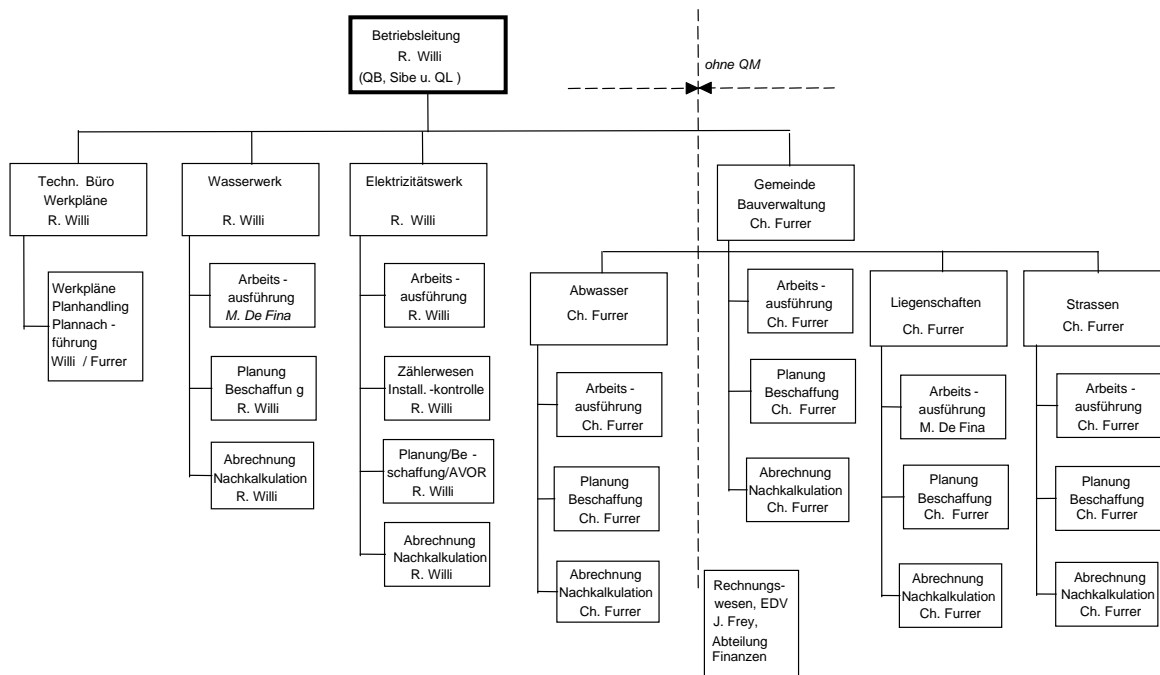 Betriebsleitung
R. Willi
(QB, Sibe u. QL )
ohne QM
Techn. Büro
Werkpläne
R. Willi
Wasserwerk
R. Willi
Elektrizitätswerk
R. Willi
Gemeinde
Bauverwaltung
Ch. Furrer
Werkpläne
Planhandling
Plannach -
führung
Willi / Furrer
Arbeits -
ausführung
M. De Fina
Planung
Beschaffun g
R. Willi
Abrechnung
Nachkalkulation
R. Willi
Arbeits -
ausführung
R. Willi
Zählerwesen
Install. -kontrolle
R. Willi
Planung/Be -
schaffung/AVOR
R. Willi
Abrechnung
Nachkalkulation
R. Willi
Abwasser
Ch. Furrer
Arbeits -
ausführung
Ch. Furrer
Planung
Beschaffung
Ch. Furrer
Abrechnung
Nachkalkulation
Ch. Furrer
Arbeits -
ausführung
Ch. Furrer
Planung
Beschaffung
Ch. Furrer
Abrechnung
Nachkalkulation
Ch. Furrer
Rechnungs-
wesen, EDV
J. Frey,
Abteilung
Finanzen
Liegenschaften
Ch. Furrer
Arbeits -
ausführung
M. De Fina
Planung
Beschaffung
Ch. Furrer
Abrechnung
Nachkalkulation
Ch. Furrer
Strassen
Ch. Furrer
Arbeits -
ausführung
Ch. Furrer
Planung
Beschaffung
Ch. Furrer
Abrechnung
Nachkalkulation
Ch. Furrer